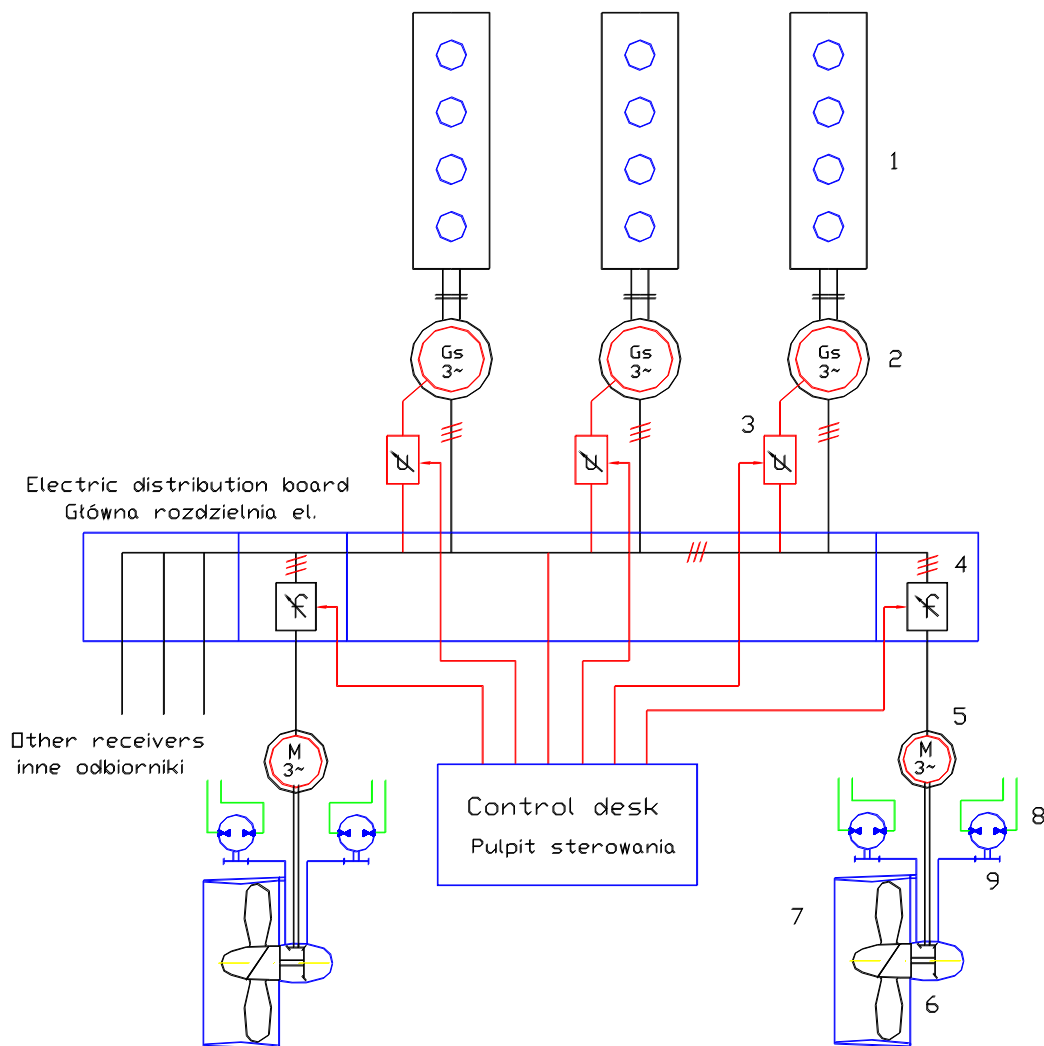 1
Gs
3~
Gs
3~
Gs
3~
2
3
U
U
U
Electric distribution board
Główna rozdzielnia el.
4
f
f
5
Other receivers
inne odbiorniki
M
3~
M
3~
Control desk
Pulpit sterowania
8
9
7
6